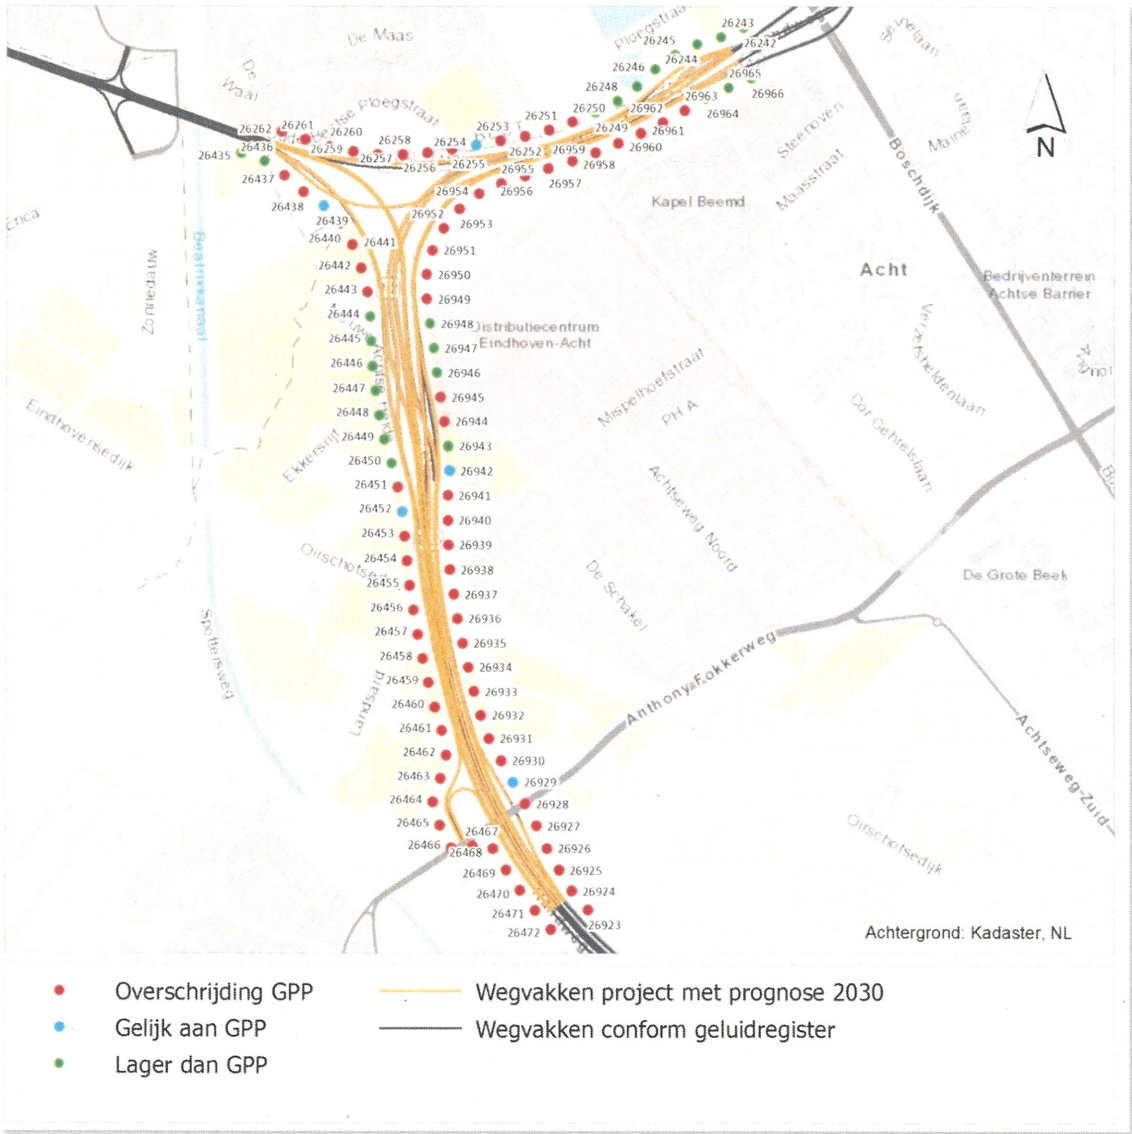 De Maas
De
Waal
Ploegstraat
26243
26245
26242
26244
26246
26965
26248
26966
26963
26250
26962
26964
26251
26253
26249
26961
26262
26261
26260
26258
26254
26252
26959
26960
26436
26259
26257
26256
26255
26955
26958
26435
26437
26954
26956
26957
26438
26439
26952
26953
26440
26441
26951
26442
26950
26443
26949
26444
26948
26445
26947
26446
26946
26447
26945
26448
26944
26449
26943
26450
26942
26451
26941
26452
26940
26453
26939
26454
26938
26455
26937
26456
26936
26457
26935
26458
26934
26459
26933
26460
26932
26461
26931
26462
26930
26463
26929
26464
26928
26465
26467
26927
26466
26468
26926
26469
26925
26470
26924
26471
26923
26472
Steenoven
Maasstraat
Boschdijk
Kapel Beemd
Acht
Bedrijventerrein
Achtse Barrier
Zonnedauw
Erica
Beatrixkanaal
Distributiecentrum
Eindhoven-Acht
Mispelhoefstraat
PH A
Verzetsheldenlaan
Cor Gehrelslaan
Eindhovensedijk
Ekkersrijt
Achtseweg Noord
De Schakel
De Grote Beek
Spottersweg
Landsard
Anthony Fokkerweg
Achtseweg-Zuid
Oirschotsedijk
Achtergrond: Kadaster, NL
N
Overschrijding GPP
Wegvakken project met prognose 2030
Gelijk aan GPP
Wegvakken conform geluidregister
Lager dan GPP